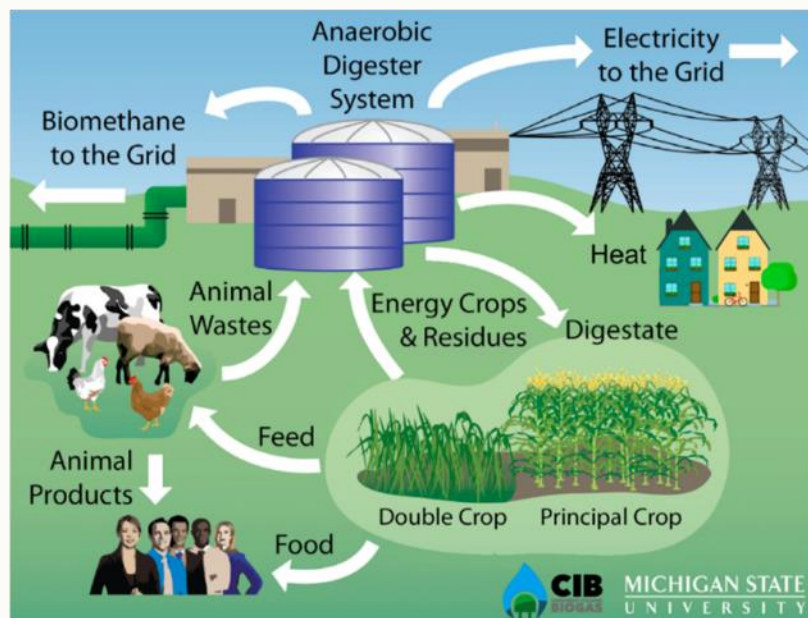 Anaerobic
Digester
System
Electricity
to the Grid
Biomethane
to the Grid
Heat
Animal
Wastes
Energy Crops
& Residues
Digestate
Feed
Animal
Products
Double Crop
Principal Crop
Food
CIB
BIOGAS
MICHIGAN STATE
UNIVERSITY